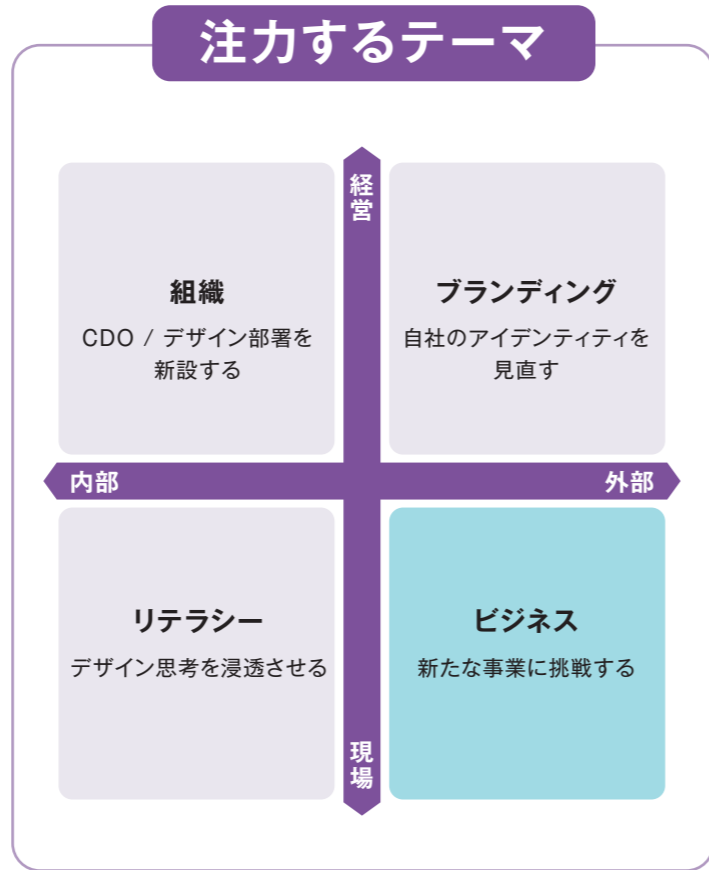 注力するテーマ
経営
組織
CDO / デザイン部署を
新設する
ブランディング
自社のアイデンティティを
見直す
内部
外部
リテラシー
デザイン思考を浸透させる
ビジネス
新たな事業に挑戦する
現場